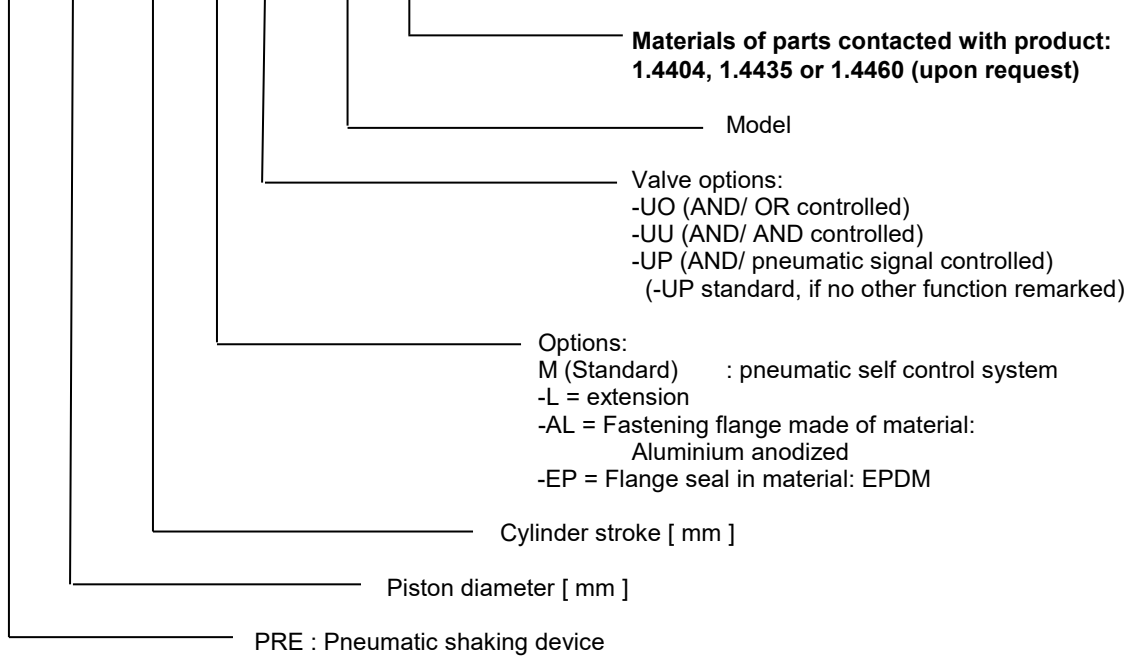 Materials of parts contacted with product:
1.4404, 1.4435 or 1.4460 (upon request)
Model
Valve options:
-UO (AND/ OR controlled)
-UU (AND/ AND controlled)
-UP (AND/ pneumatic signal controlled)
(-UP standard, if no other function remarked)
Options:
M (Standard) : pneumatic self control system
-L = extension
-AL = Fastening flange made of material:
Aluminium anodized
-EP = Flange seal in material: EPDM
Cylinder stroke [ mm ]
Piston diameter [ mm ]
PRE : Pneumatic shaking device